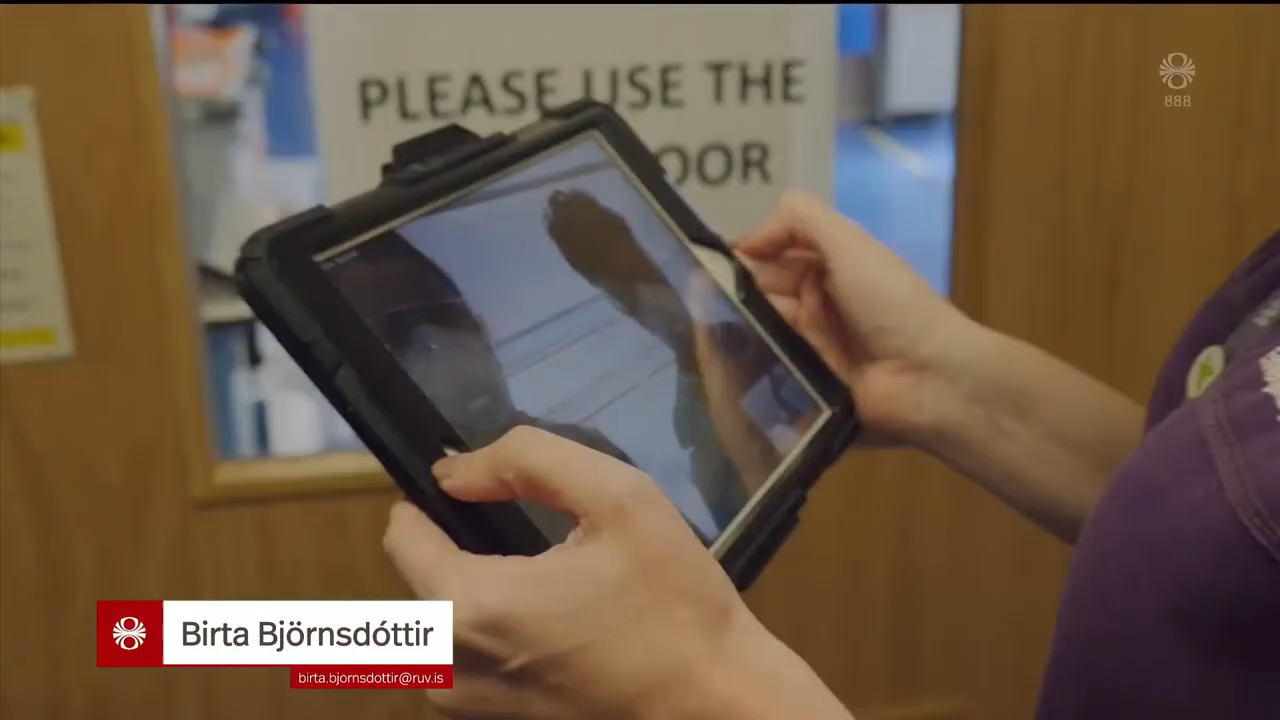 PLEASE USE THE
OOR
888
Birta Björnsdóttir
birta.bjornsdottir@ruv.is